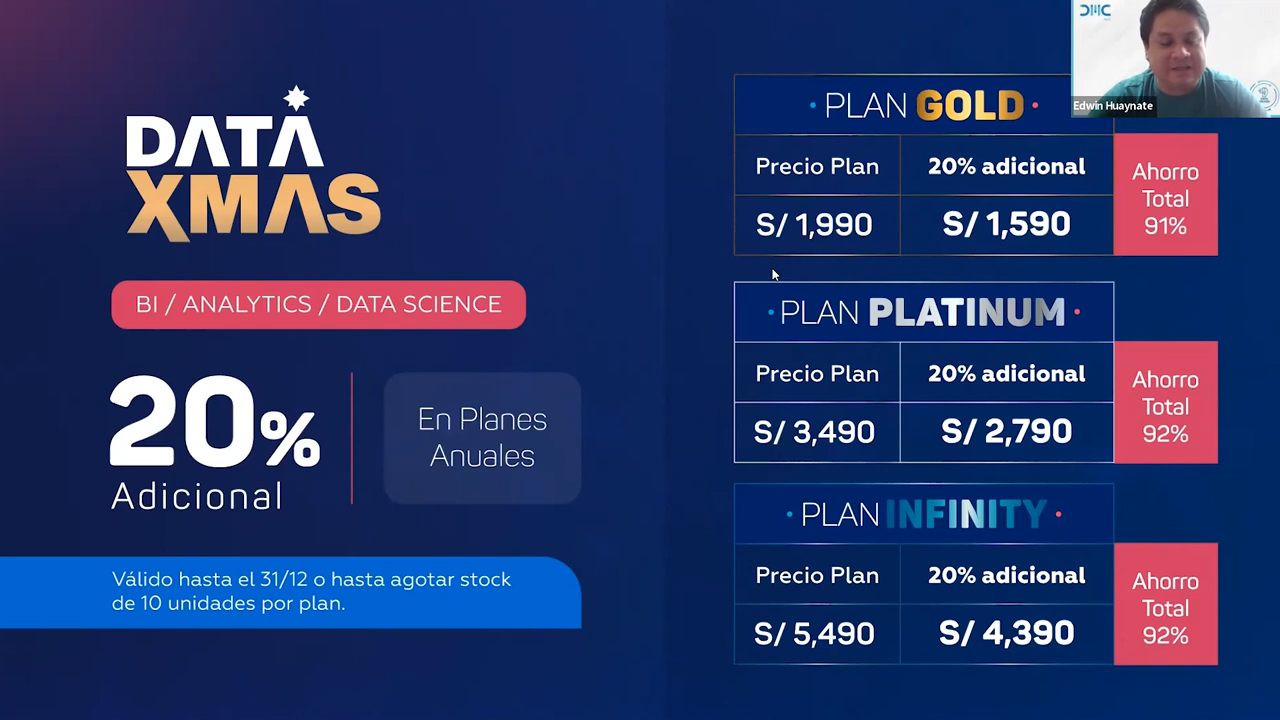 DATA
XMAS
BI / ANALYTICS / DATA SCIENCE
20%
Adicional
En Planes
Anuales
Válido hasta el 31/12 o hasta agotar stock
de 10 unidades por plan.
PLAN GOLD
Precio Plan
20% adicional
S/ 1,990
S/ 1,590
Ahorro
Total
91%
PLAN PLATINUM
Precio Plan
20% adicional
S/ 3,490
S/ 2,790
Ahorro
Total
92%
PLAN INFINITY
Precio Plan
20% adicional
S/ 5,490
S/ 4,390
Ahorro
Total
92%
DMC
Edwin Huaynate